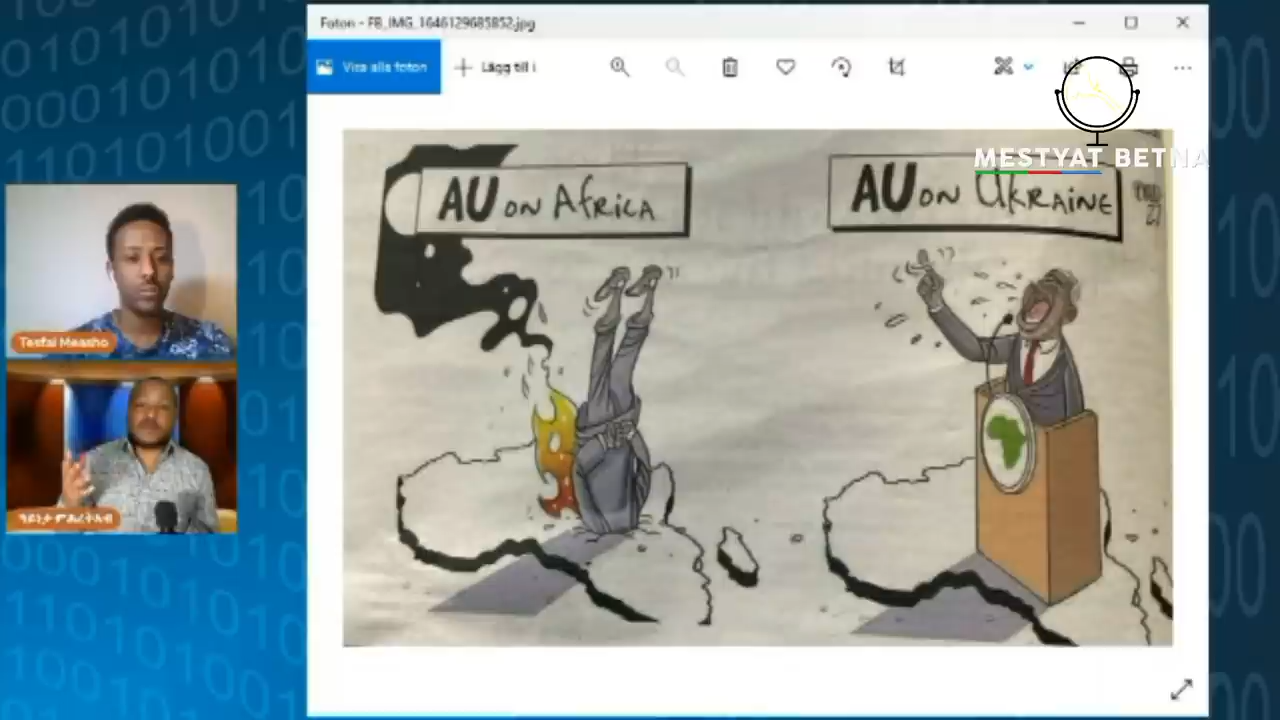 Foton - FB_IMG_1646129685852.jpg
Visa alla foton
Lägg till i
MESTYAT BETNA
AU ON AFRICA
AU ON UKRAINE
Tesfai Measho